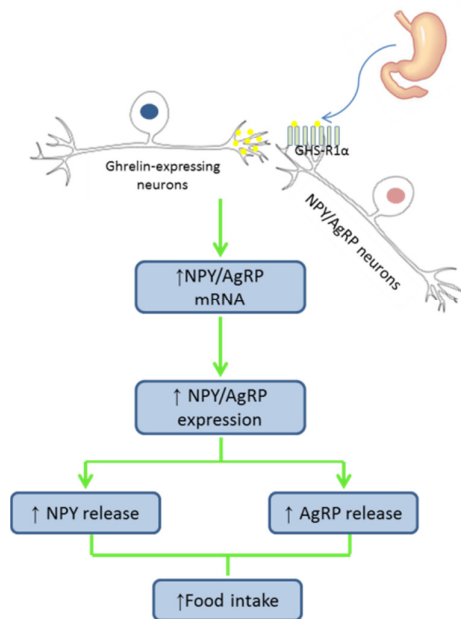 Ghrelin-expressing
neurons
GHS-R1α
NPY/AgRP neurons
↑NPY/AgRP
mRNA
↑ NPY/AgRP
expression
↑ NPY release
↑ AgRP release
↑Food intake